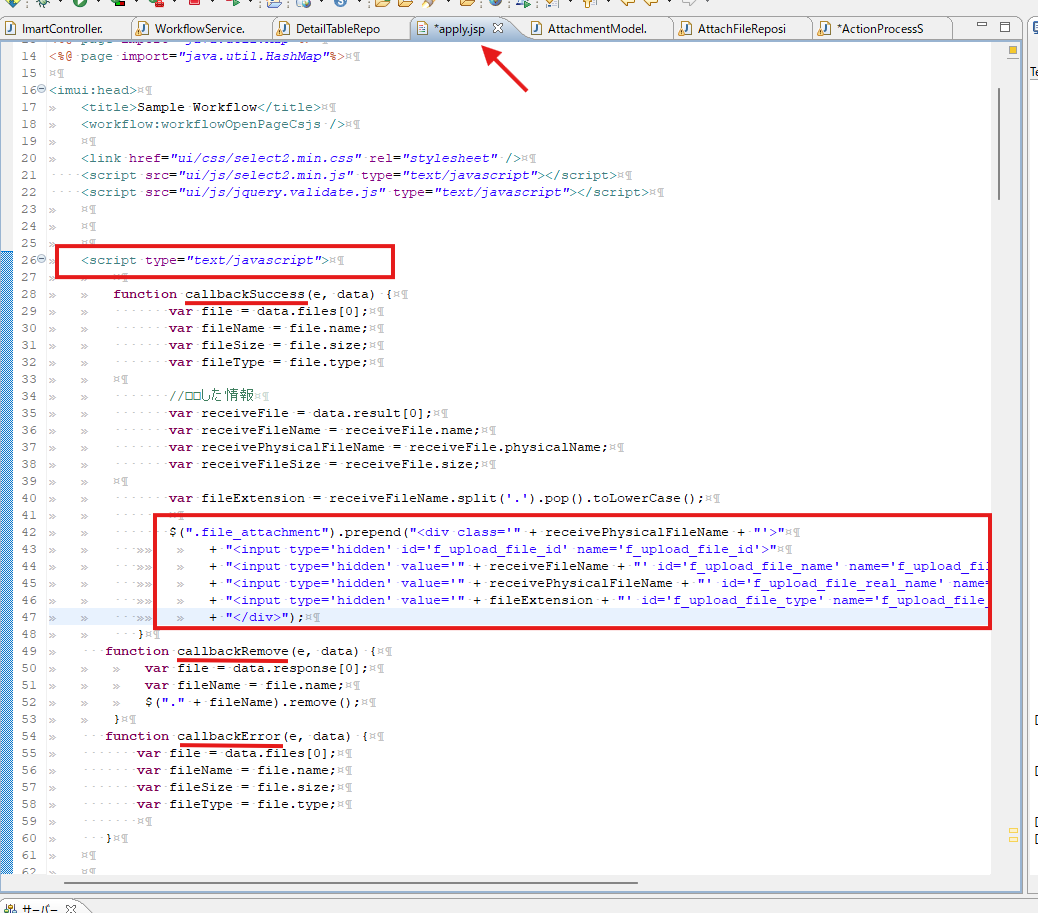 ImartController.
WorkflowService.
DetailTableRepo
*apply.jsp
AttachmentModel.
AttachFileReposi
*ActionProcessS
14 <%@ page import="java.util.HashMap"%>
15
16 <imui:head>
17 <title>Sample Workflow</title>
18 <workflow:workflowOpenPageCsjs />
19
20 <link href="ui/css/select2.min.css" rel="stylesheet" />
21 <script src="ui/js/select2.min.js" type="text/javascript"></script>
22 <script src="ui/js/jquery.validate.js" type="text/javascript"></script>
23
24
25
26 <script type="text/javascript">
27
28 function callbackSuccess(e, data) {
29 var file = data.files[0];
30 var fileName = file.name;
31 var fileSize = file.size;
32 var fileType = file.type;
33
34 //□□した情報
35 var receiveFile = data.result[0];
36 var receiveFileName = receiveFile.name;
37 var receivePhysicalFileName = receiveFile.physicalName;
38 var receiveFileSize = receiveFile.size;
39
40 var fileExtension = receiveFileName.split('.').pop().toLowerCase();
41
42 $(".file_attachment").prepend("<div class='" + receivePhysicalFileName + "'>"
43 + "<input type='hidden' id='f_upload_file_id' name='f_upload_file_id'>"
44 + "<input type='hidden' value='" + receiveFileName + "' id='f_upload_file_name' name='f_upload_fil
45 + "<input type='hidden' value='" + receivePhysicalFileName + "' id='f_upload_file_real_name' name=
46 + "<input type='hidden' value='" + fileExtension + "' id='f_upload_file_type' name='f_upload_file_
47 + "</div>");
48 }
49 function callbackRemove(e, data) {
50 var file = data.response[0];
51 var fileName = file.name;
52 $("." + fileName).remove();
53 }
54 function callbackError(e, data) {
55 var file = data.files[0];
56 var fileName = file.name;
57 var fileSize = file.size;
58 var fileType = file.type;
59
60 }
61
62
サーバー